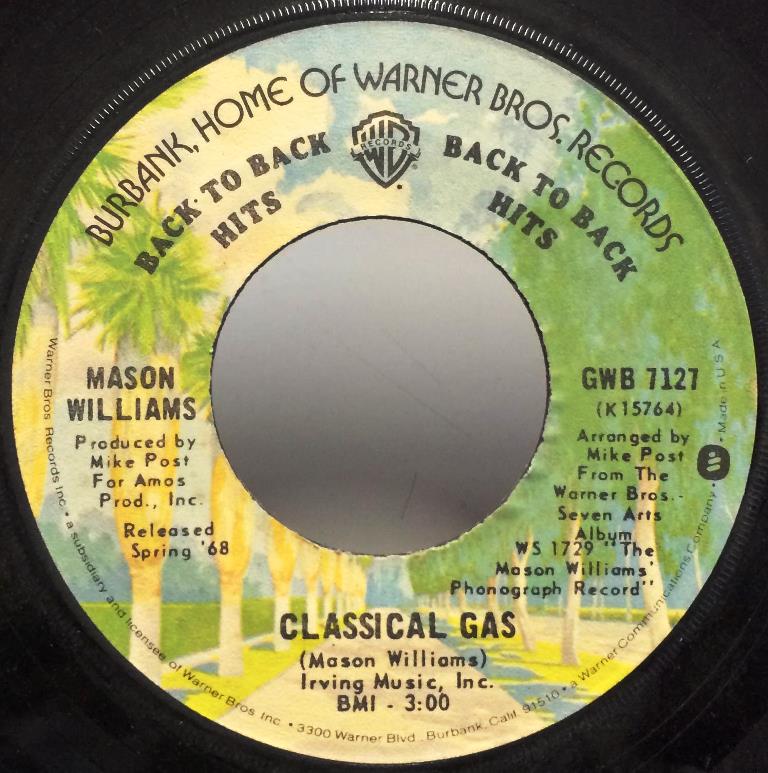 BURBANK, HOME OF WARNER BROS. RECORDS
BACK·TO BACK
HITS
WB
RECORDS
BACK TO BACK
HITS
MASON
WILLIAMS
Produced by
Mike Post
For Amos
Prod., Inc.
Released
Spring '68
GWB 7127
(K15764)
Arranged by
Mike Post
From The
Warner Bros.-
Seven Arts
Album
WS 1729 "The
Mason Williams'
Phonograph Record"
CLASSICAL GAS
(Mason Williams)
Irving Music, Inc.
BMI - 3:00
Warner Bros Records Inc. • a subsidiary and licensee of Warner Bros Inc. • 3300 Warner Blvd., Burbank, Calif. 91510 • a Warner Communications Company • Made in U S A